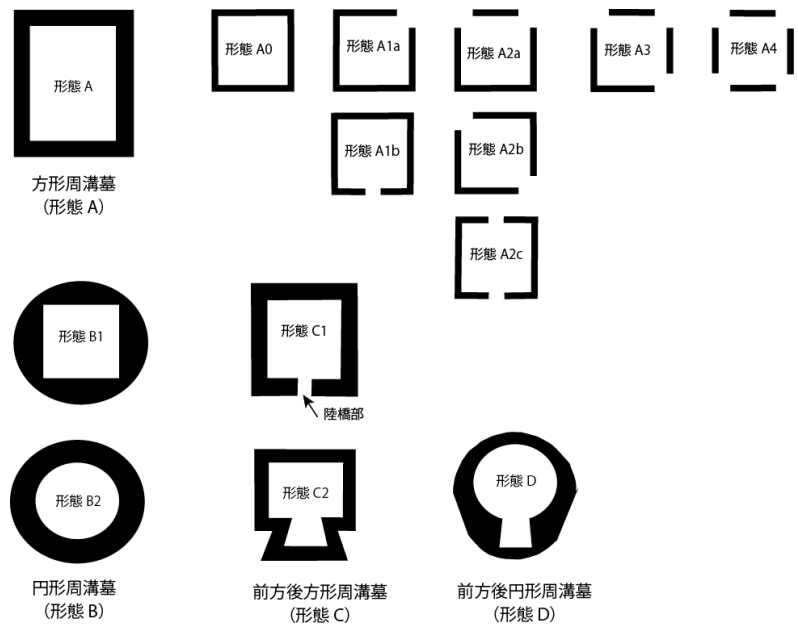 形態 A
形態 A0
形態 A1a
形態 A2a
形態 A3
形態 A4
形態 A1b
形態 A2b
形態 A2c
方形周溝墓
（形態 A）
形態 B1
形態 C1
陸橋部
形態 B2
形態 C2
形態 D
円形周溝墓
（形態 B）
前方後方形周溝墓
（形態 C）
前方後円形周溝墓
（形態 D）